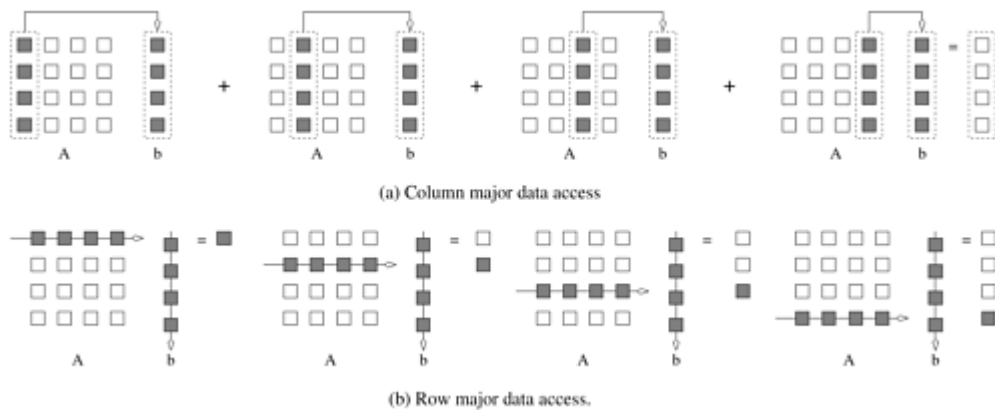 + + + =
A b A b A b A b
(a) Column major data access
= = = =
A b A b A b A b
(b) Row major data access.